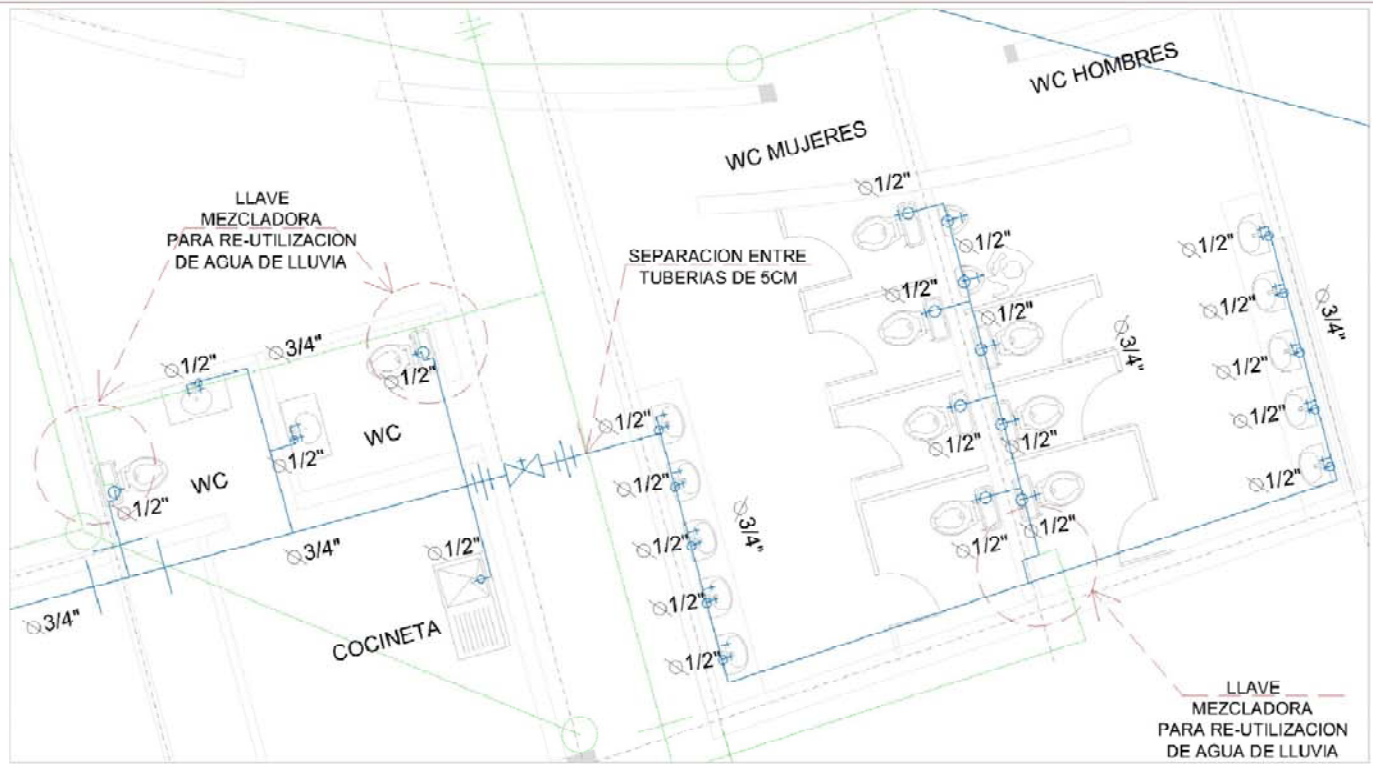 WC HOMBRES
WC MUJERES
⌀1/2"
LLAVE
MEZCLADORA
PARA RE-UTILIZACION
DE AGUA DE LLUVIA
SEPARACION ENTRE
TUBERIAS DE 5CM
⌀1/2"
⌀1/2"
⌀1/2"
⌀1/2"
⌀3/4"
⌀1/2"
⌀3/4"
⌀3/4"
⌀1/2"
⌀1/2"
⌀1/2"
⌀1/2"
⌀1/2"
WC
⌀1/2"
⌀1/2"
⌀1/2"
⌀1/2"
WC
⌀1/2"
⌀1/2"
⌀1/2"
⌀3/4"
⌀1/2"
⌀1/2"
⌀3/4"
⌀1/2"
⌀1/2"
⌀1/2"
⌀3/4"
COCINETA
⌀1/2"
LLAVE
MEZCLADORA
PARA RE-UTILIZACION
DE AGUA DE LLUVIA